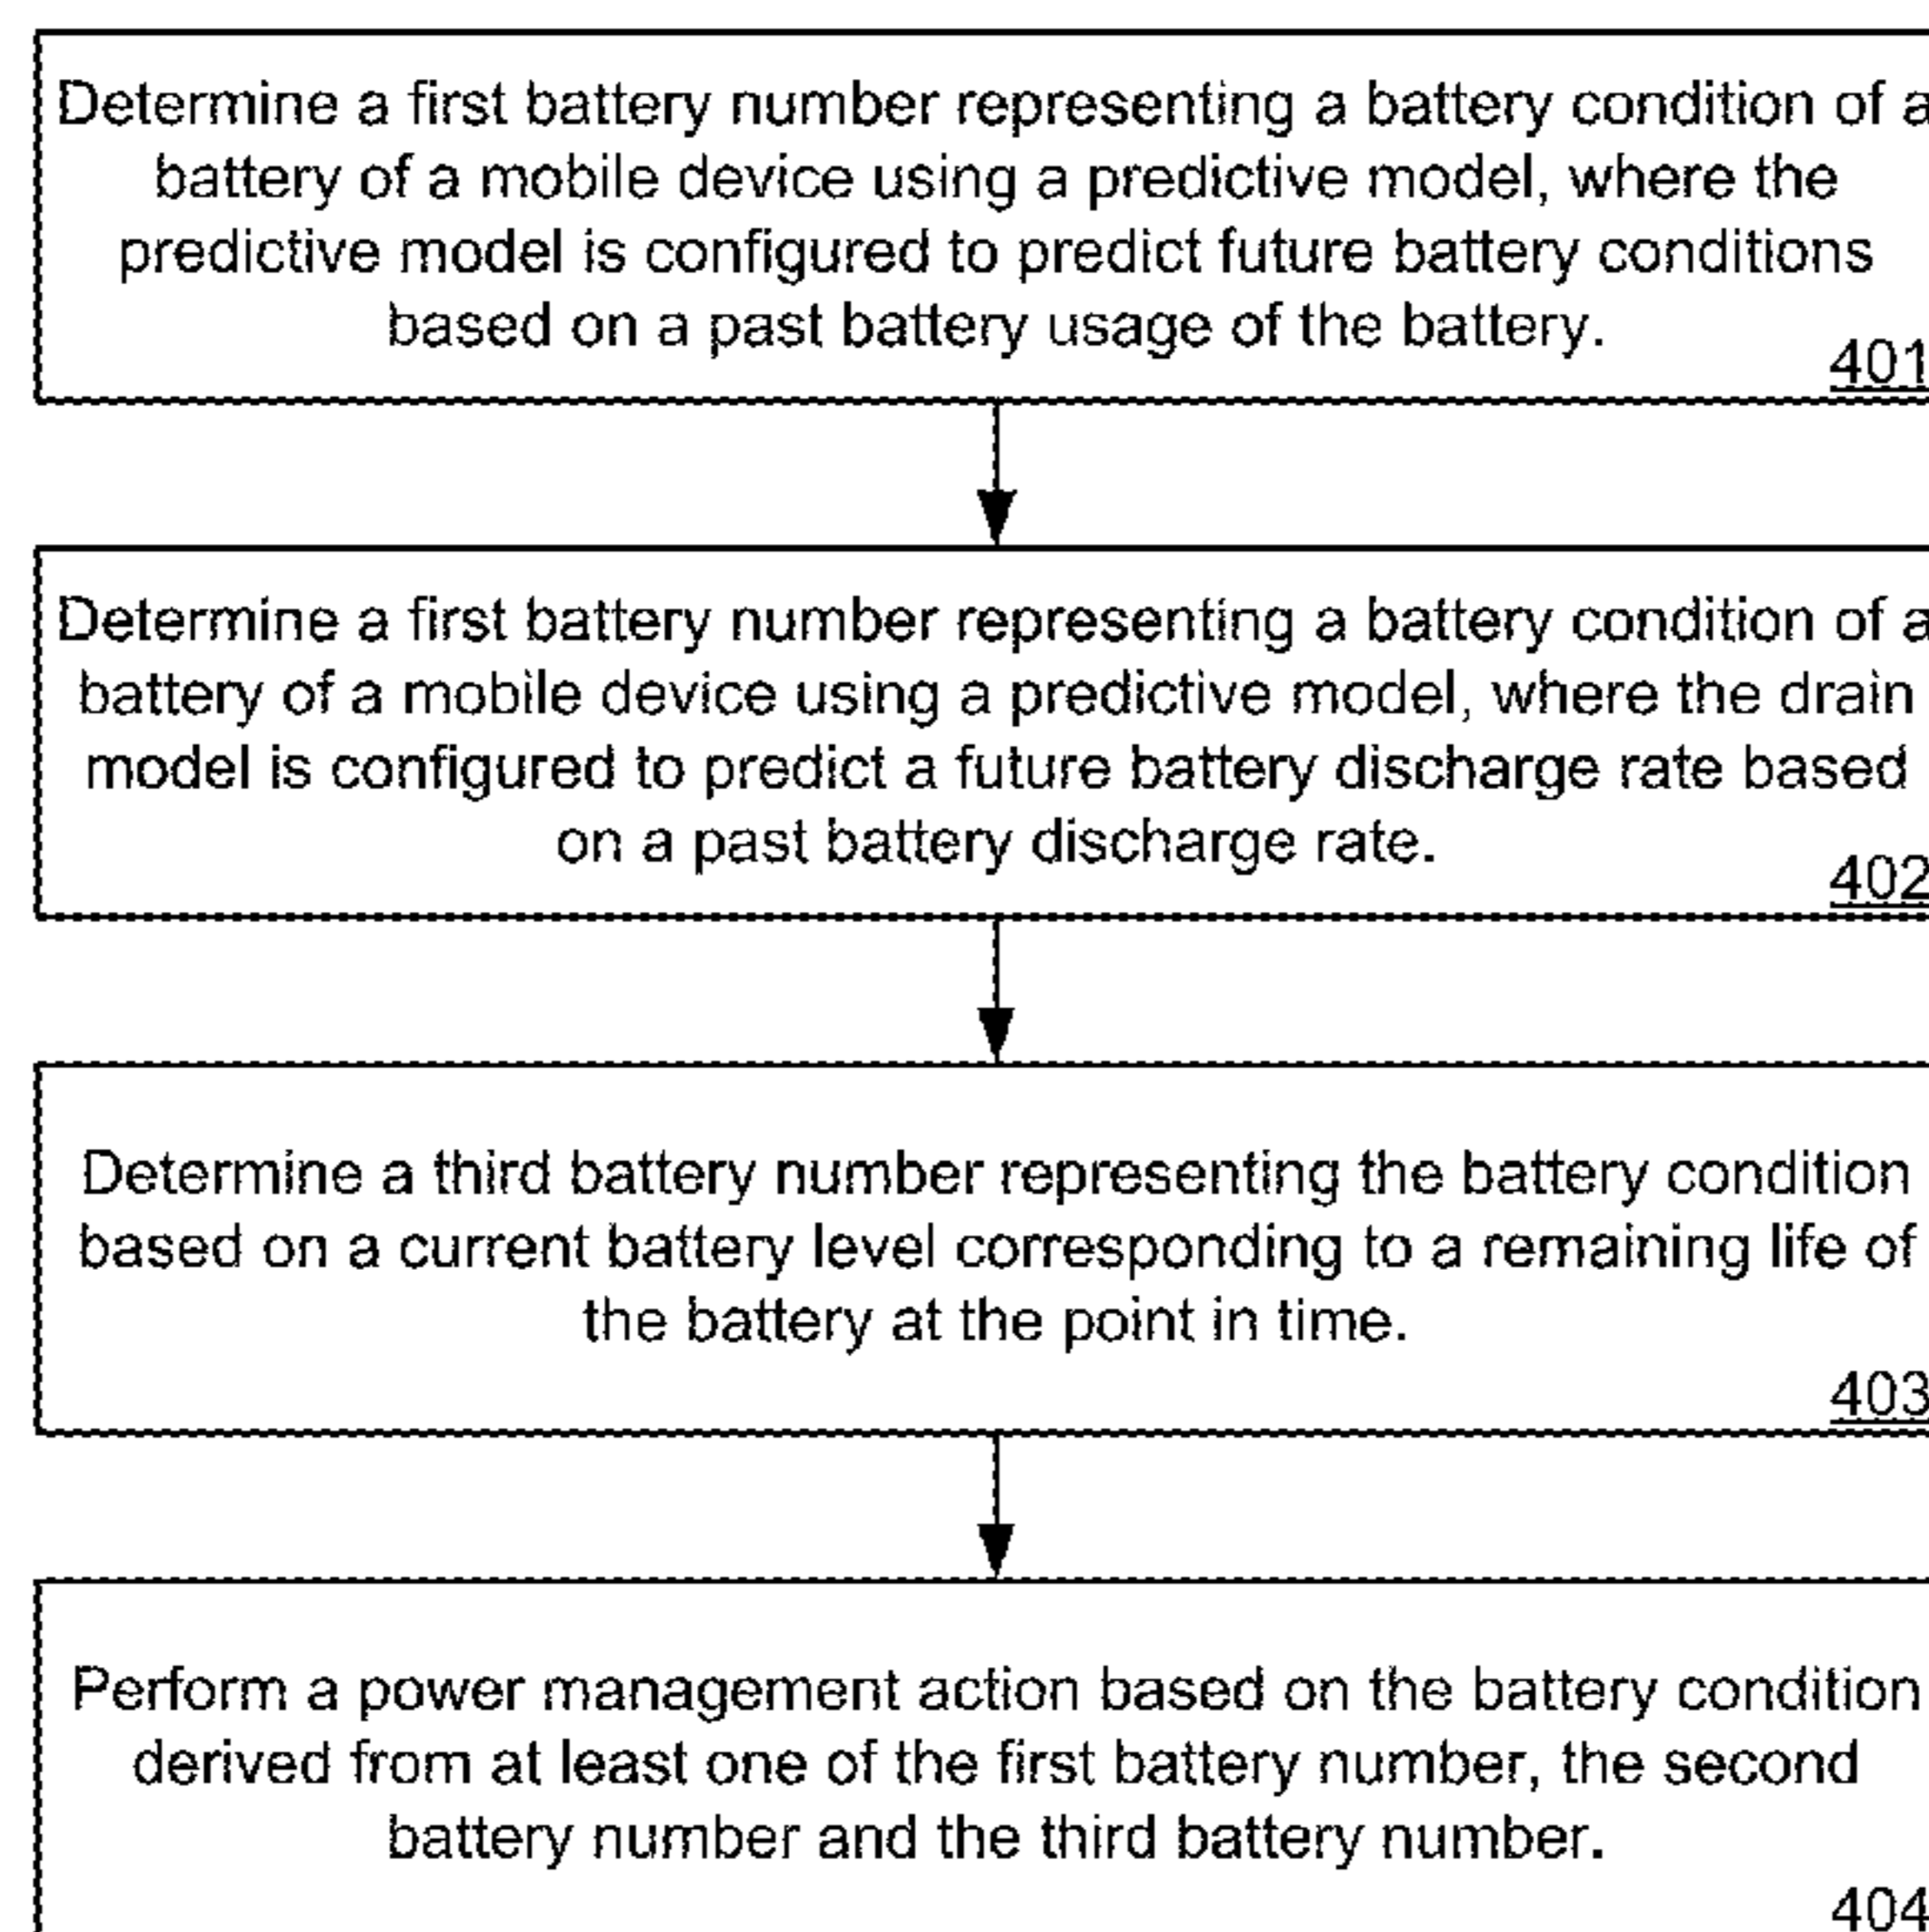 Determine a first battery number representing a battery condition of a
battery of a mobile device using a predictive model, where the
predictive model is configured to predict future battery conditions
based on a past battery usage of the battery.
401
Determine a first battery number representing a battery condition of a
battery of a mobile device using a predictive model, where the drain
model is configured to predict a future battery discharge rate based
on a past battery discharge rate.
402
Determine a third battery number representing the battery condition
based on a current battery level corresponding to a remaining life of
the battery at the point in time.
403
Perform a power management action based on the battery condition
derived from at least one of the first battery number, the second
battery number and the third battery number.
404